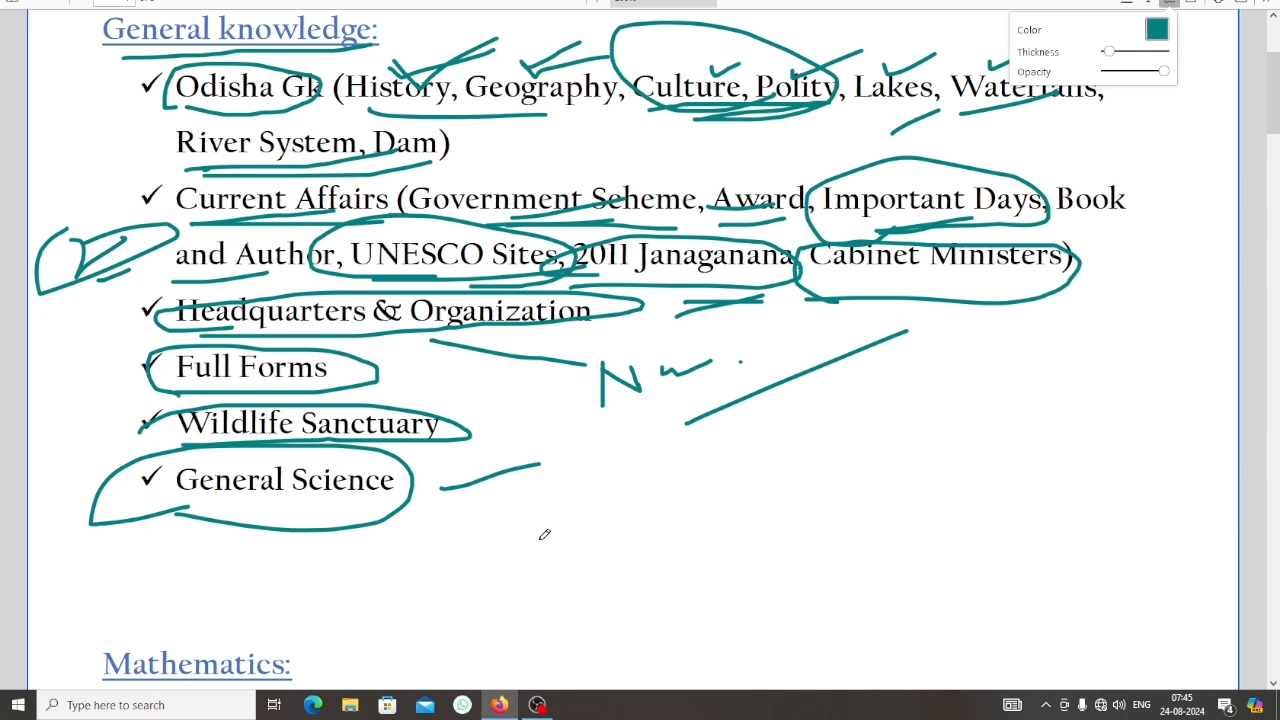 General knowledge:
Color
Thickness
Opacity
✓ Odisha Gk (History, Geography, Culture, Polity, Lakes, Waterfalls,
River System, Dam)
✓ Current Affairs (Government Scheme, Award, Important Days, Book
and Author, UNESCO Sites, 2011 Janaganana, Cabinet Ministers)
✓ Headquarters & Organization
✓ Full Forms
✓ Wildlife Sanctuary
✓ General Science
Mathematics:
Type here to search
ENG
07:45
24-08-2024
4